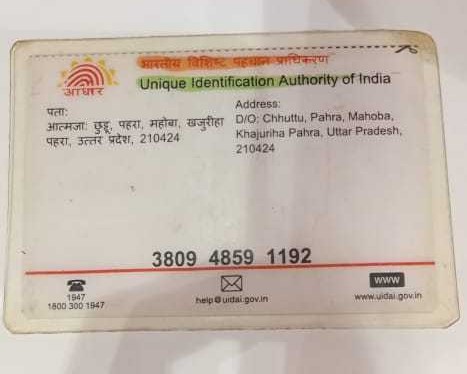 भारतीय विशिष्ट पहचान प्राधिकरण
Unique Identification Authority of India
आधार
पता:
आत्मजा: छुट्टू, पहरा, महोबा, खजुरीहा
पहरा, उत्तर प्रदेश, 210424
Address:
D/O: Chhuttu, Pahra, Mahoba,
Khajuriha Pahra, Uttar Pradesh,
210424
3809 4859 1192
1947
1800 300 1947
help@uidai.gov.in
WWW
www.uidai.gov.in